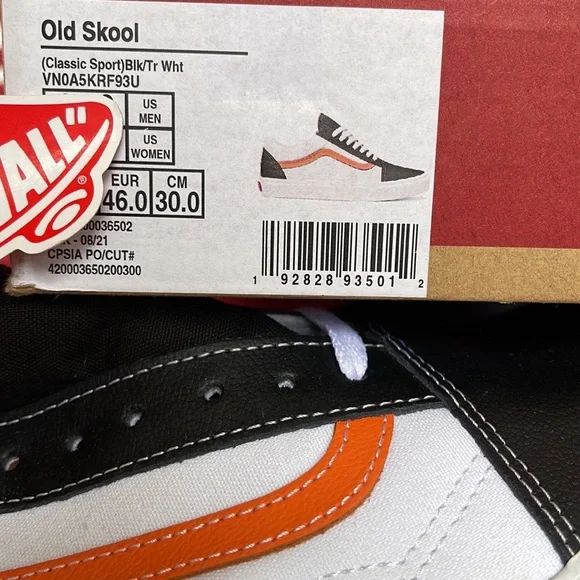 Old Skool
(Classic Sport)Blk/Tr Wht
VN0A5KRF93U
US
MEN
US
WOMEN
EUR CM
46.0 30.0
WALL"
®
- 08/21
CPSIA PO/CUT#
420003650200300
1 92828 93501 2